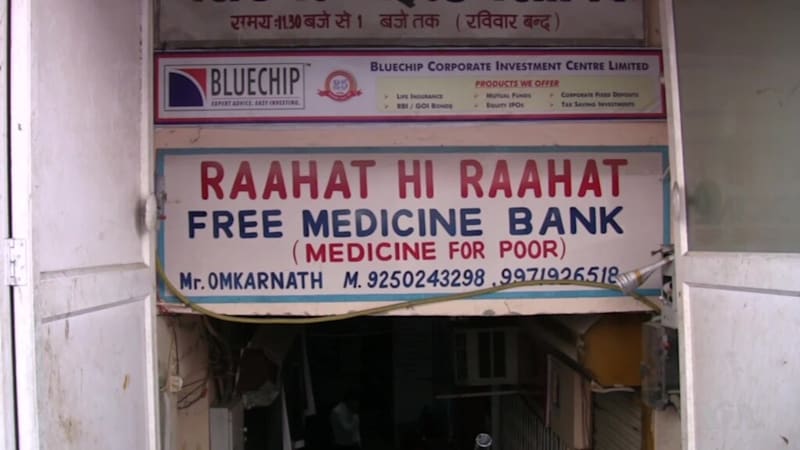 समय:11.30 बजे से 1 बजे तक (रविवार बन्द)
BLUECHIP
EXPERT ADVICE. EASY INVESTING.
BLUECHIP CORPORATE INVESTMENT CENTRE LIMITED
PRODUCTS WE OFFER
LIFE INSURANCE MUTUAL FUNDS CORPORATE FIXED DEPOSITS
RBI / GOI BONDS EQUITY IPOS TAX SAVING INVESTMENTS
RAAHAT HI RAAHAT
FREE MEDICINE BANK
(MEDICINE FOR POOR)
Mr. OMKARNATH M. 9250243298 ,9971926518